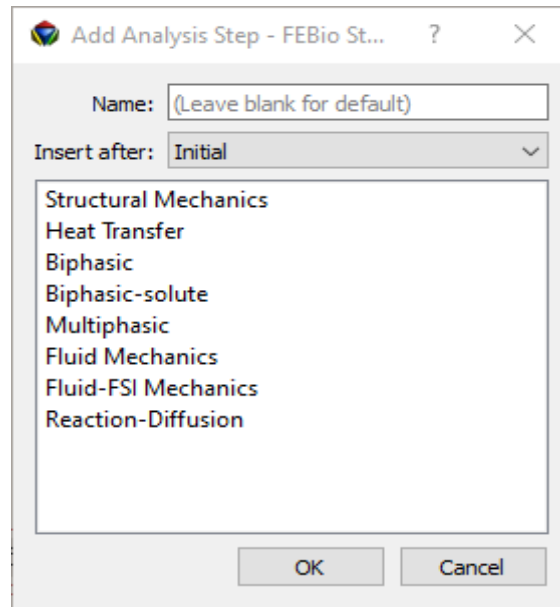 Add Analysis Step - FEBio St... ?
Name: (Leave blank for default)
Insert after: Initial
Structural Mechanics
Heat Transfer
Biphasic
Biphasic-solute
Multiphasic
Fluid Mechanics
Fluid-FSI Mechanics
Reaction-Diffusion
OK Cancel